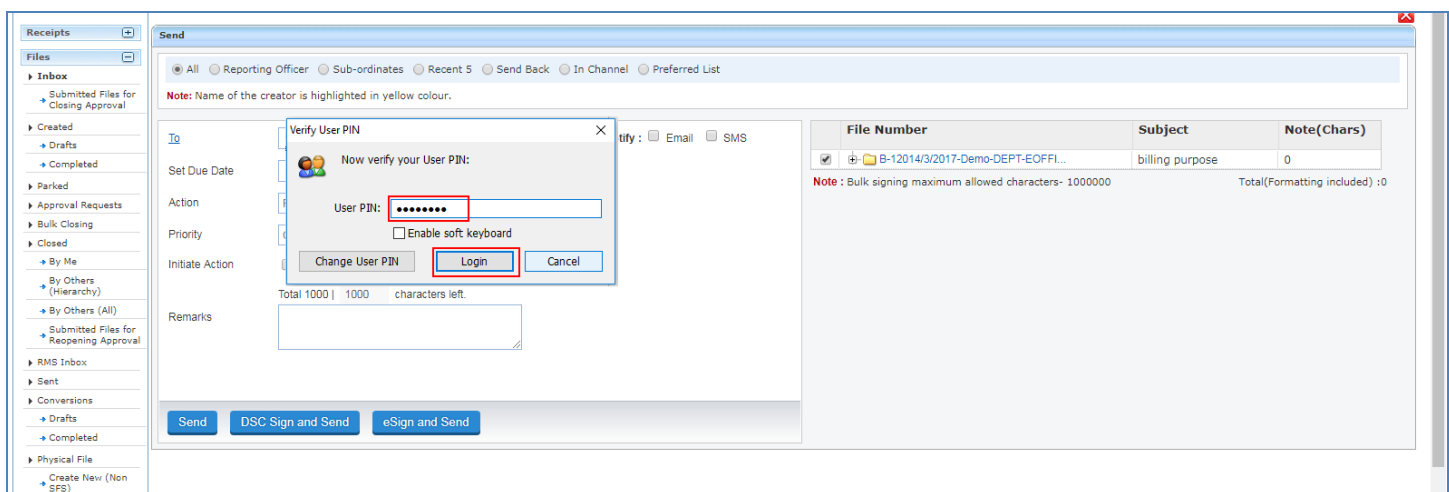 Receipts
Files
Inbox
Submitted Files for
Closing Approval
Created
Drafts
Completed
Parked
Approval Requests
Bulk Closing
Closed
By Me
By Others
(Hierarchy)
By Others (All)
Submitted Files for
Reopening Approval
RMS Inbox
Sent
Conversions
Drafts
Completed
Physical File
Create New (Non
SFS)
Send
All Reporting Officer Sub-ordinates Recent 5 Send Back In Channel Preferred List
Note: Name of the creator is highlighted in yellow colour.
To
Set Due Date
Action
Priority
Initiate Action
Total 1000 | 1000 characters left.
Remarks
Send DSC Sign and Send eSign and Send
Verify User PIN
Now verify your User PIN:
User PIN: ●●●●●●●●
Enable soft keyboard
Change User PIN Login Cancel
tify : Email SMS
File Number Subject Note(Chars)
B-12014/3/2017-Demo-DEPT-EOFFI... billing purpose 0
Note : Bulk signing maximum allowed characters- 1000000 Total(Formatting included) :0